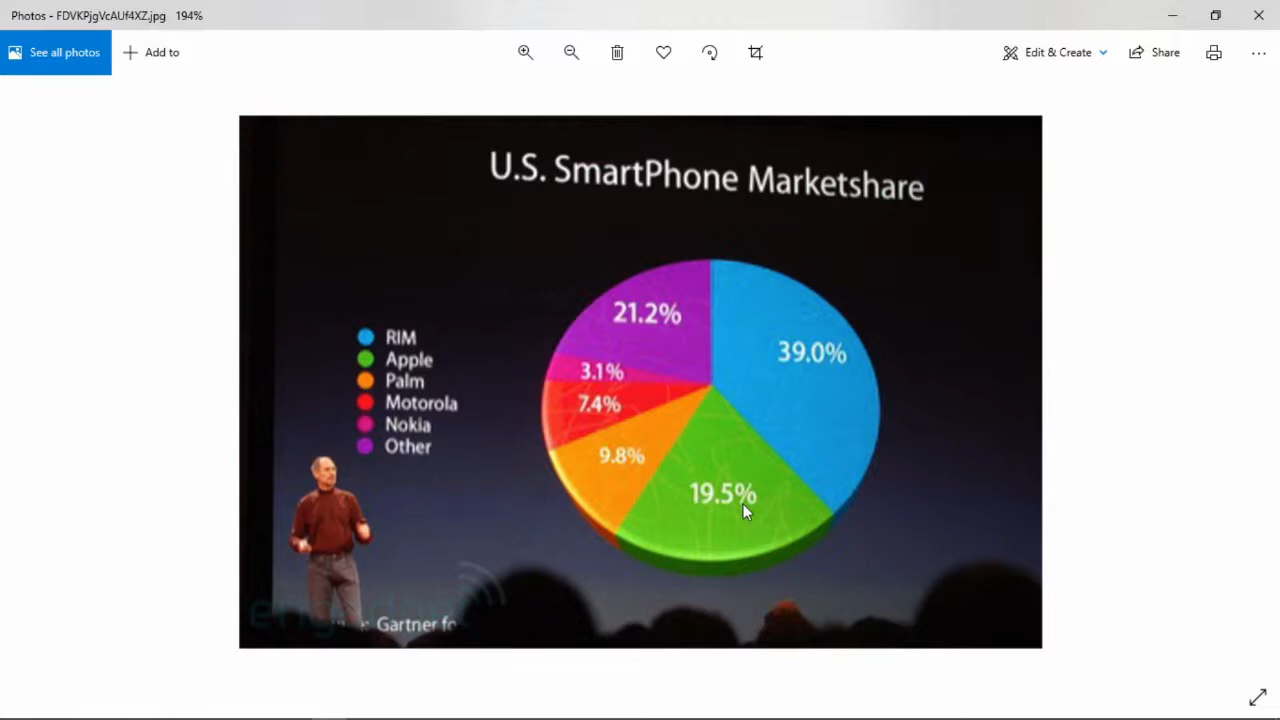 Photos - FDVKPjgVcAUf4XZ.jpg 194%
See all photos
Add to
Edit & Create
Share
U.S. SmartPhone Marketshare
21.2%
39.0%
3.1%
7.4%
9.8%
19.5%
RIM
Apple
Palm
Motorola
Nokia
Other
Gartner